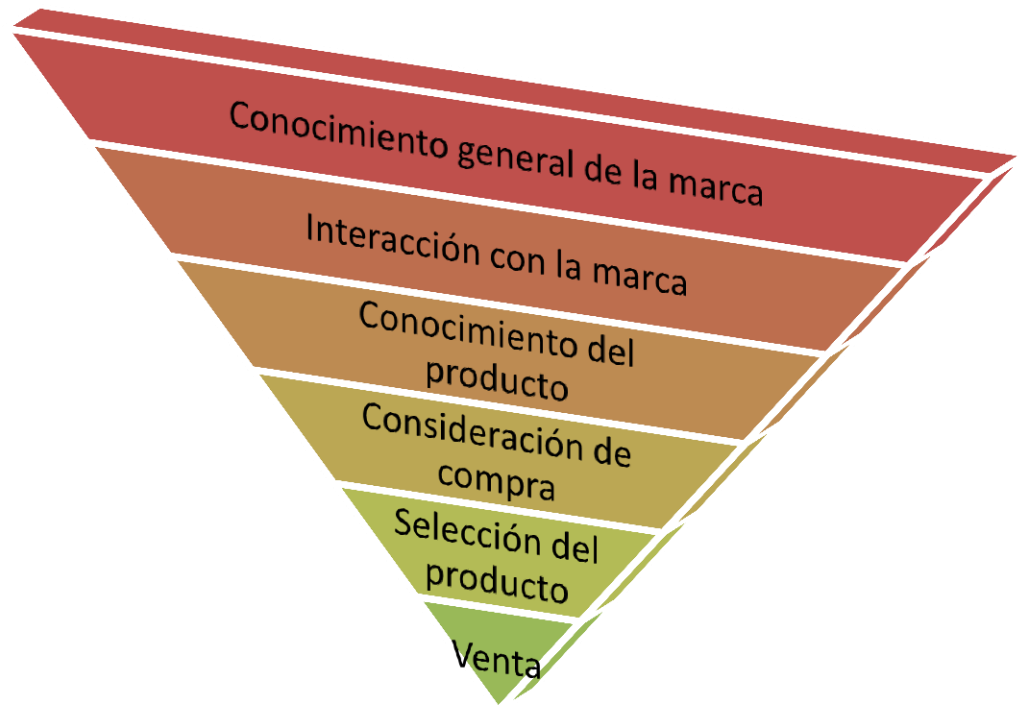 Conocimiento general de la marca
Interacción con la marca
Conocimiento del
producto
Consideración de
compra
Selección del
producto
Venta